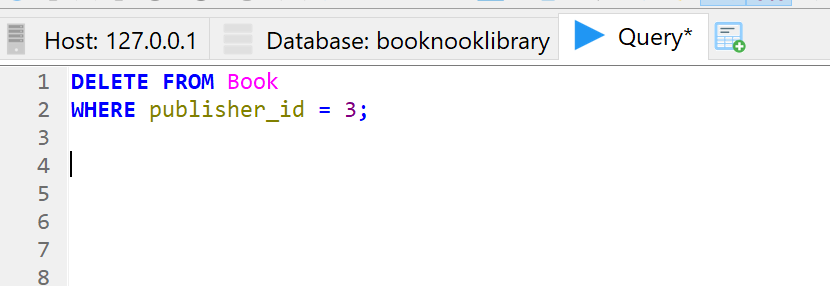 Host: 127.0.0.1 Database: booknooklibrary Query*
1 DELETE FROM Book
2 WHERE publisher_id = 3;
3
4
5
6
7
8